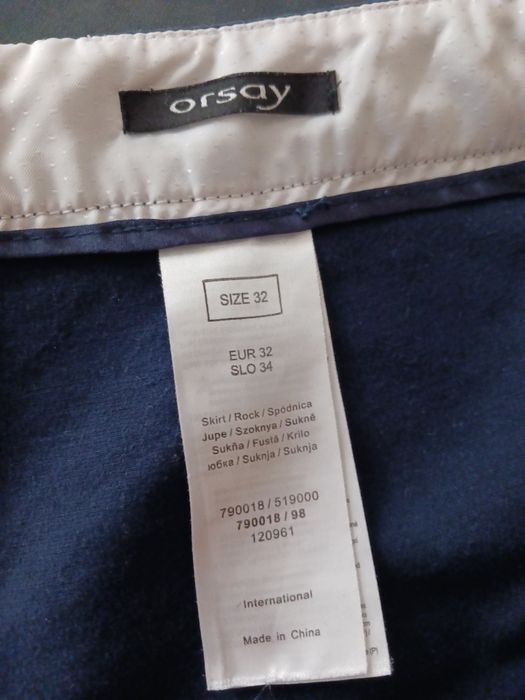 orsay
SIZE 32
EUR 32
SLO 34
Skirt / Rock / Spódnica
Jupe / Szoknya / Sukně
Sukňa / Fustă / Krilo
юбка / Suknja / Suknja
790018 / 519000
790018 / 98
120961
International
Made in China